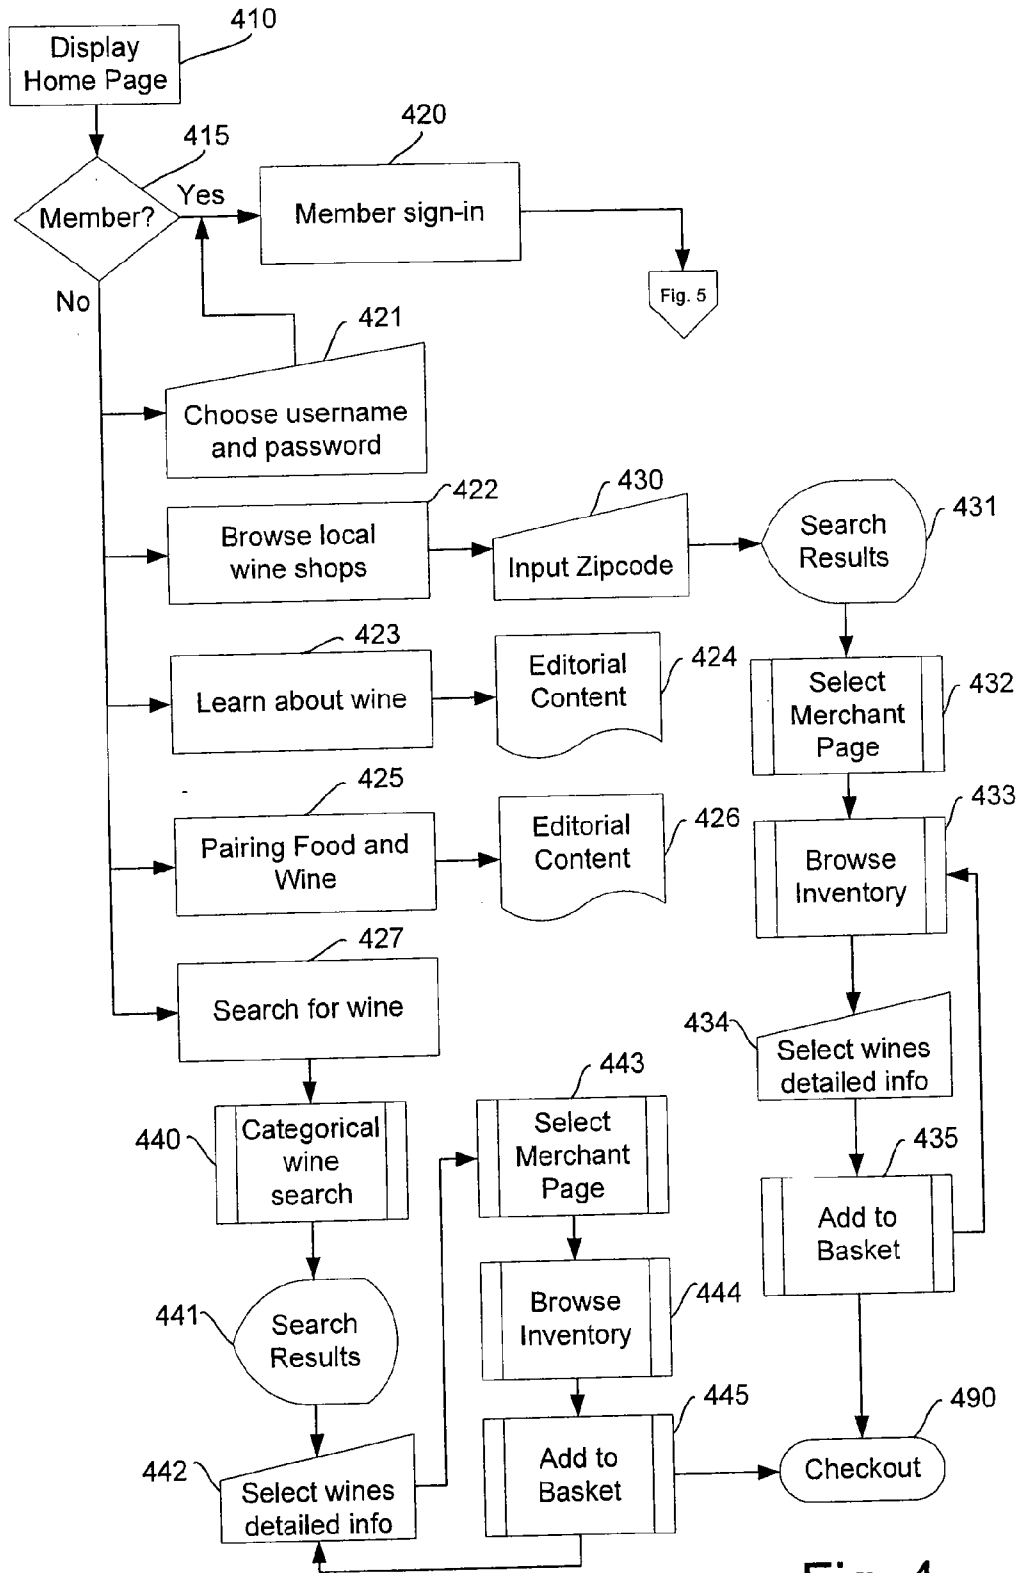 410
Display
Home Page
415
Member?
Yes
No
420
Member sign-in
Fig. 5
421
Choose username
and password
422
Browse local
wine shops
430
Input Zipcode
431
Search
Results
423
Learn about wine
424
Editorial
Content
432
Select
Merchant
Page
425
Pairing Food and
Wine
426
Editorial
Content
433
Browse
Inventory
427
Search for wine
434
Select wines
detailed info
440
Categorical
wine
search
443
Select
Merchant
Page
435
Add to
Basket
441
Search
Results
444
Browse
Inventory
442
Select wines
detailed info
445
Add to
Basket
490
Checkout
Fig. 4